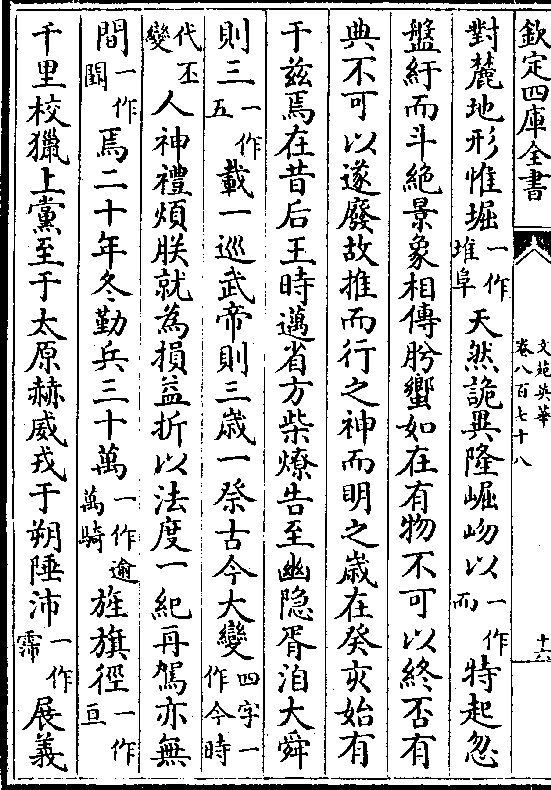 欽定四庫全書
文苑英華
卷八百七十八
十六
對麓地形惟堀一作堆阜天然詭異隆崛岉以一作而特起忽
盤紆而斗絶景象相傳肹蠁如在有物不可以終否有
典不可以遂廢故推而行之神而明之歳在癸亥始有
于兹焉在昔后王時邁省方柴燎告至幽隐胥洎大舜
則三一作五載一巡武帝則三歳一祭古今大變四字一作今時
代丕變人神禮煩朕就為損益折以法度一紀再駕亦無
間一作闕焉二十年冬勤兵三十萬一作逾萬騎旌旗徑一作亘
千里校獵上黨至于太原赫威戎于朔陲沛一作霈展義